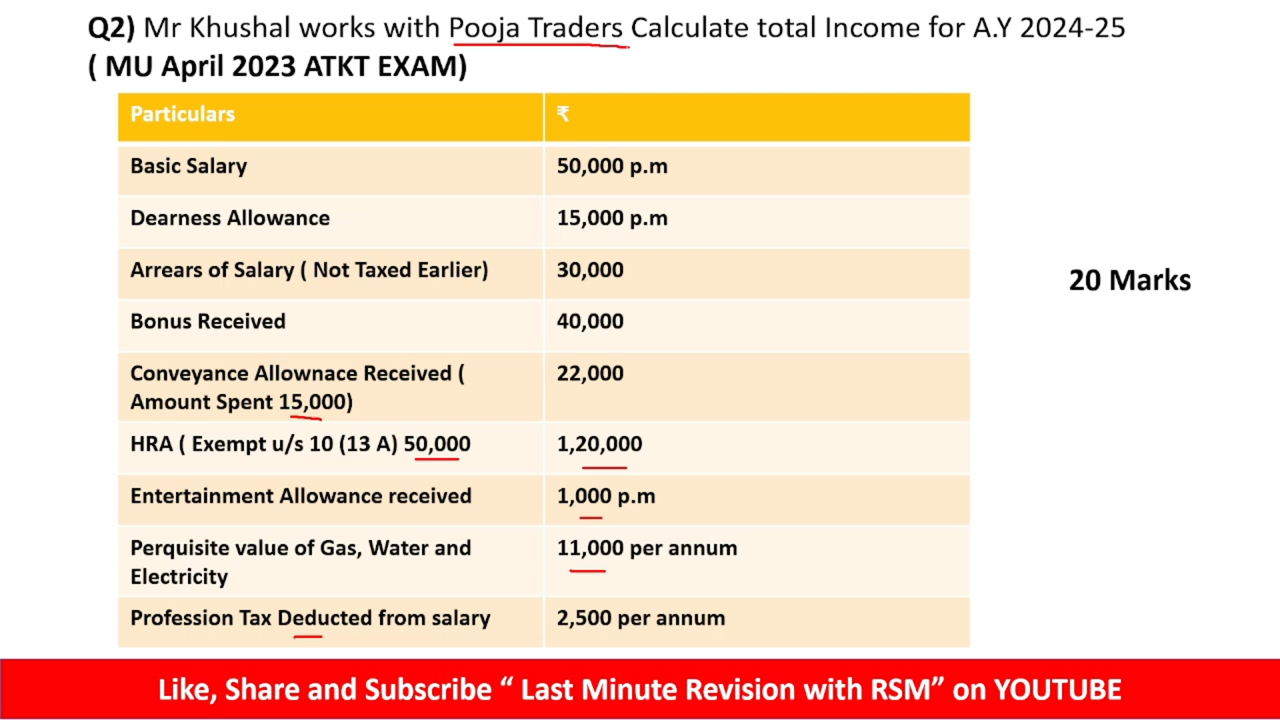 Q2) Mr Khushal works with Pooja Traders Calculate total Income for A.Y 2024-25
( MU April 2023 ATKT EXAM)
Particulars ₹
Basic Salary 50,000 p.m
Dearness Allowance 15,000 p.m
Arrears of Salary ( Not Taxed Earlier) 30,000
20 Marks
Bonus Received 40,000
Conveyance Allownace Received ( 22,000
Amount Spent 15,000)
HRA ( Exempt u/s 10 (13 A) 50,000 1,20,000
Entertainment Allowance received 1,000 p.m
Perquisite value of Gas, Water and 11,000 per annum
Electricity
Profession Tax Deducted from salary 2,500 per annum
Like, Share and Subscribe “ Last Minute Revision with RSM” on YOUTUBE